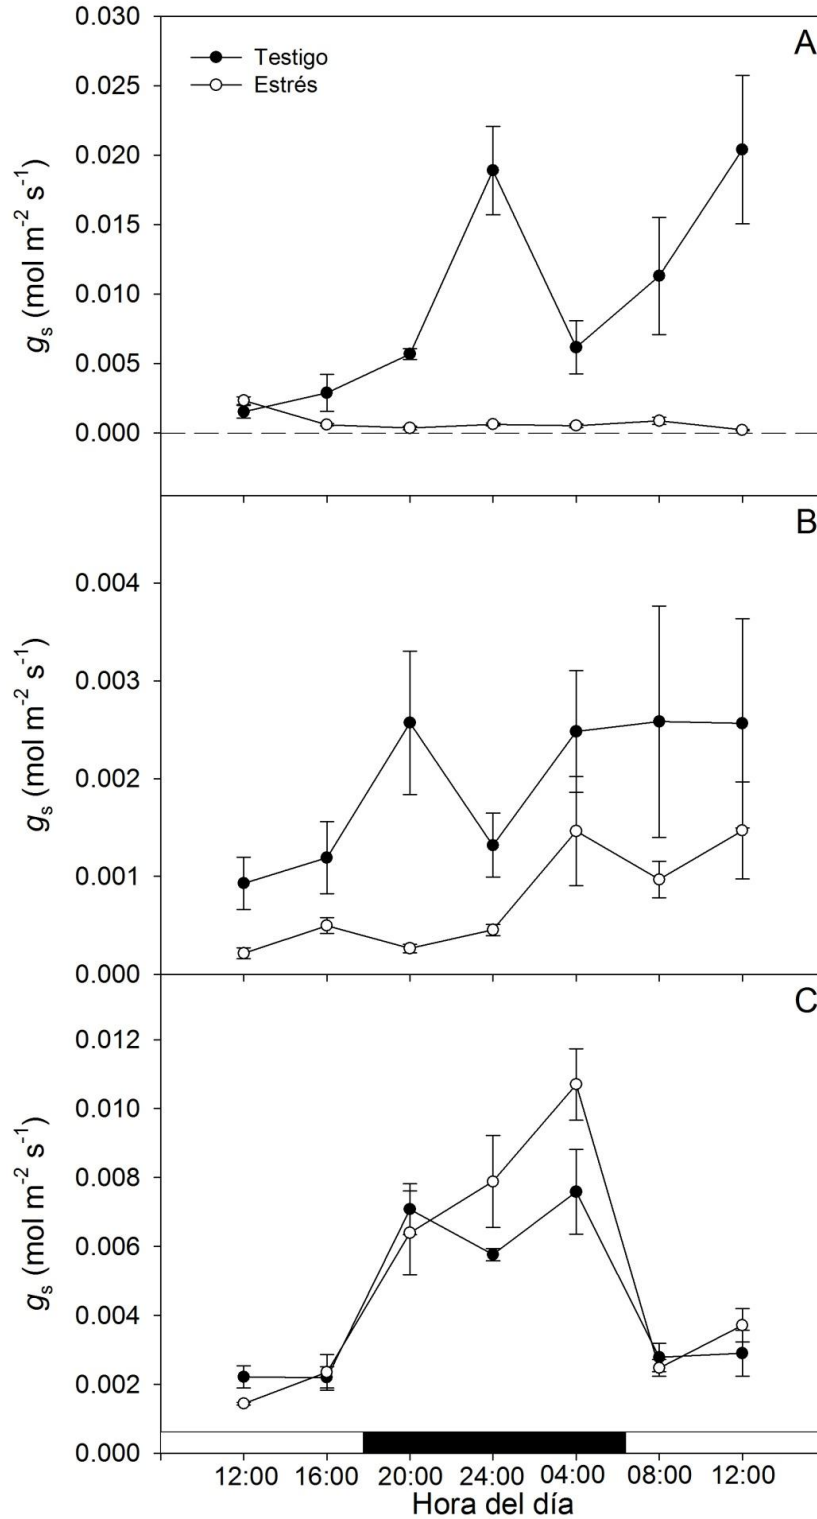 A
Testigo
Estrés
0.030
0.025
0.020
0.015
0.010
0.005
0.000
gs (mol m-2 s-1)
B
0.004
0.003
0.002
0.001
0.000
gs (mol m-2 s-1)
C
0.012
0.010
0.008
0.006
0.004
0.002
0.000
gs (mol m-2 s-1)
12:00 16:00 20:00 24:00 04:00 08:00 12:00
Hora del día